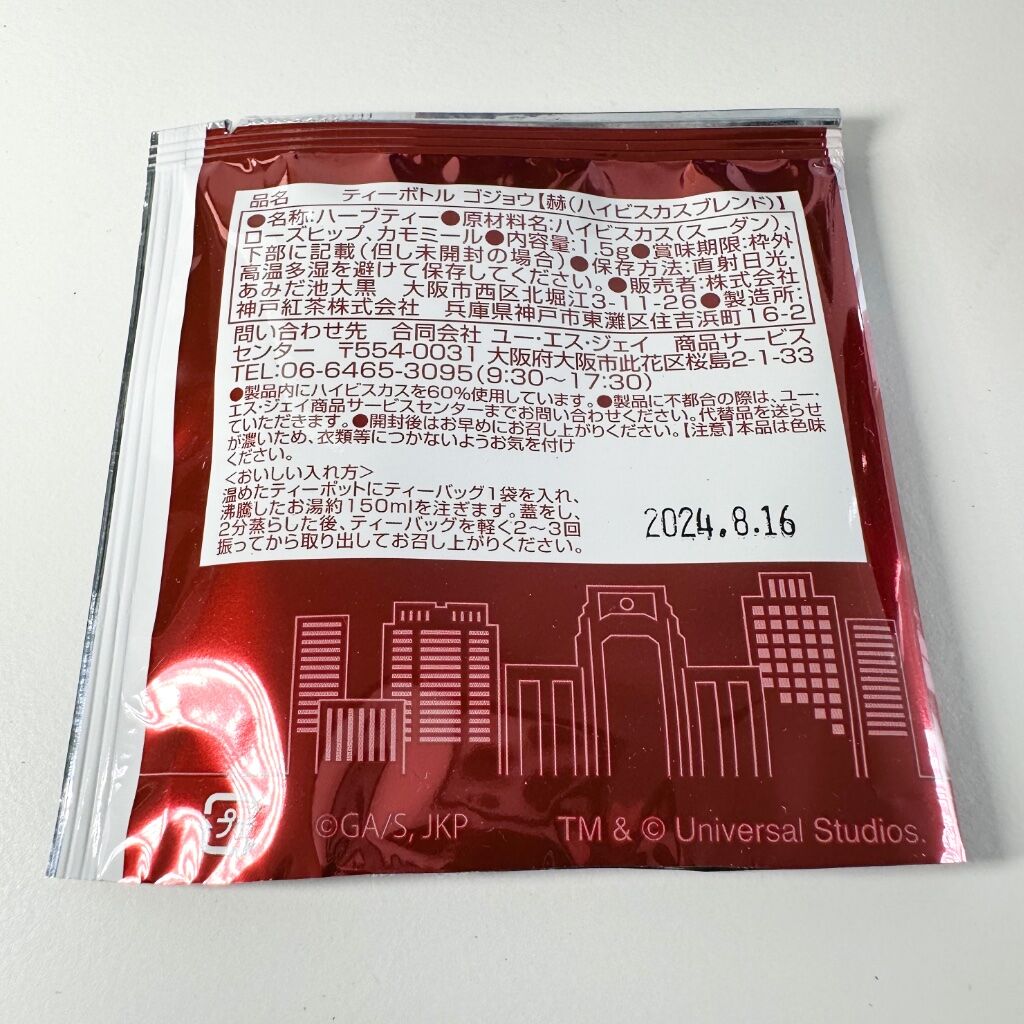 品名　ティーボトル ゴジョウ【赫(ハイビスカスブレンド)】
●名称:ハーブティー●原材料名:ハイビスカス(スーダン)、
ローズヒップ、カモミール●内容量:1.5g●賞味期限:枠外
下部に記載(但し未開封の場合)●保存方法:直射日光・
高温多湿を避けて保存してください。●販売者:株式会社
あみだ池大黒　大阪市西区北堀江3-11-26●製造所:
神戸紅茶株式会社　兵庫県神戸市東灘区住吉浜町16-2
問い合わせ先　合同会社 ユー・エス・ジェイ　商品サービス
センター　〒554-0031 大阪府大阪市此花区桜島2-1-33
TEL:06-6465-3095(9:30〜17:30)
●製品内にハイビスカスを60%使用しています。●製品に不都合の際は、ユー・
エス・ジェイ商品サービスセンターまでお問い合わせください。代替品を送らせ
ていただきます。●開封後はお早めにお召し上がりください。【注意】本品は色味
が濃いため、衣類等につかないようお気を付け
ください。
<おいしい入れ方>
温めたティーポットにティーバッグ1袋を入れ、
沸騰したお湯約150mlを注ぎます。蓋をし、
2分蒸らした後、ティーバッグを軽く2〜3回
振ってから取り出してお召し上がりください。
2024.8.16
プラ
©GA/S, JKP
TM & © Universal Studios.